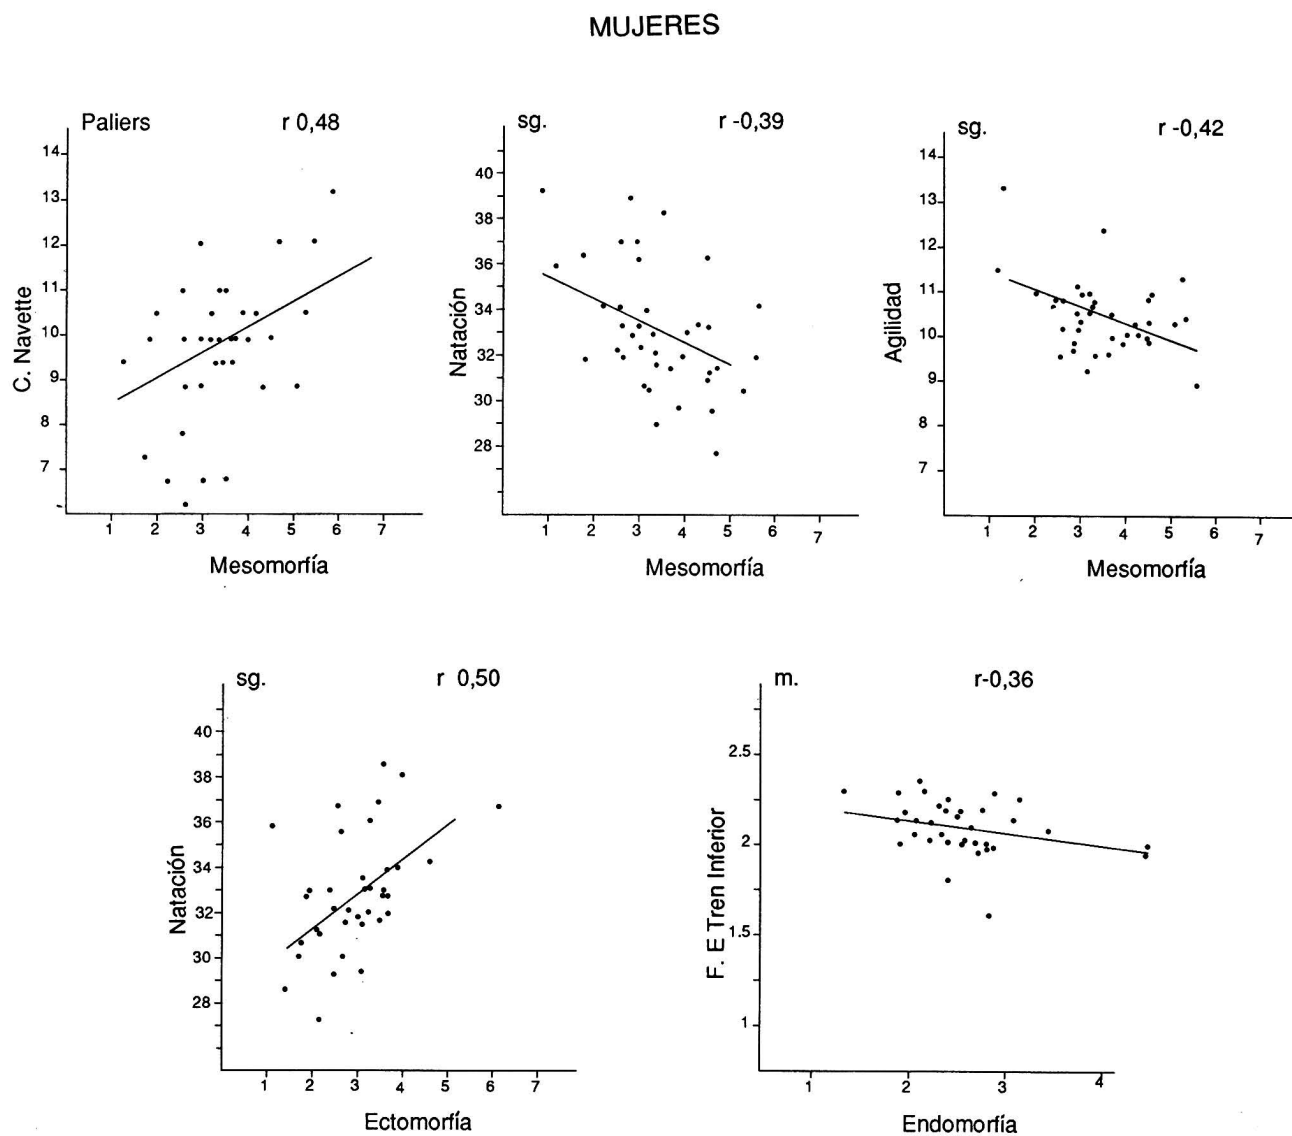 MUJERES
Paliers r 0,48
14
13
12
11
10
9
8
7
C. Navette
1 2 3 4 5 6 7
Mesomorfía
sg. r -0,39
40
38
36
34
32
30
28
Natación
1 2 3 4 5 6 7
Mesomorfía
sg. r -0,42
14
13
12
11
10
9
7
Agilidad
1 2 3 4 5 6 7
Mesomorfía
sg. r 0,50
40
38
36
34
32
30
28
Natación
1 2 3 4 5 6 7
Ectomorfía
m. r-0,36
2.5
2
1.5
1
F. E Tren Inferior
1 2 3 4
Endomorfía